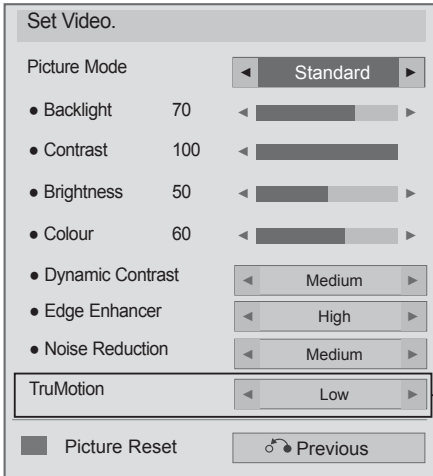 Set Video.
Picture Mode ◄ Standard ►
● Backlight 70 ◄ ►
● Contrast 100 ◄
● Brightness 50 ◄ ►
● Colour 60 ◄ ►
● Dynamic Contrast ◄ Medium ►
● Edge Enhancer ◄ High ►
● Noise Reduction ◄ Medium ►
TruMotion ◄ Low ►
Picture Reset Previous